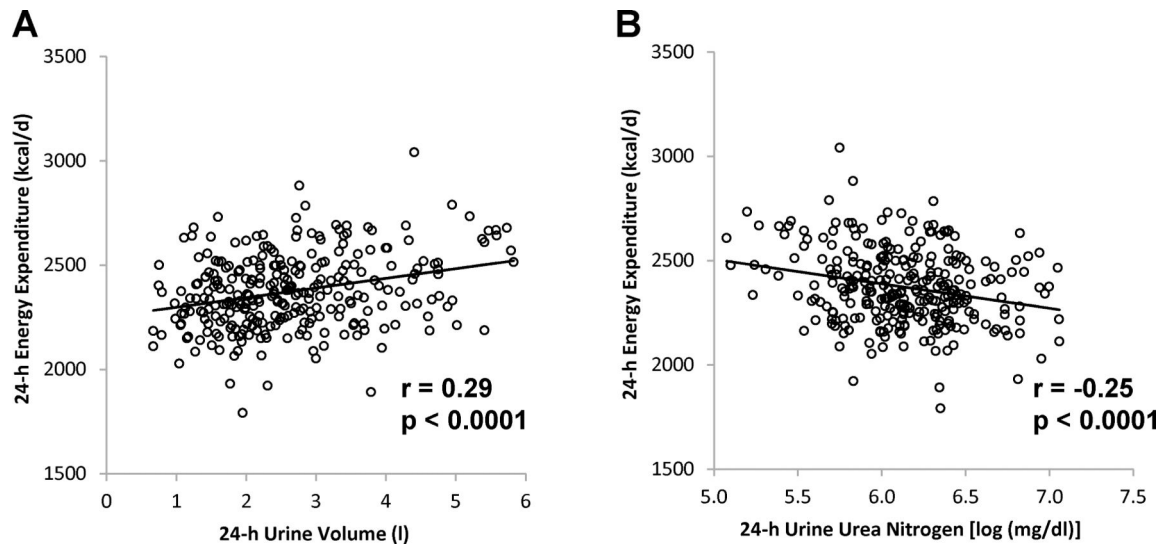 A
24-h Energy Expenditure (kcal/d)
3500
3000
2500
2000
1500
0 1 2 3 4 5 6
24-h Urine Volume (l)
r = 0.29
p < 0.0001
B
24-h Energy Expenditure (kcal/d)
3500
3000
2500
2000
1500
5.0 5.5 6.0 6.5 7.0 7.5
24-h Urine Urea Nitrogen [log (mg/dl)]
r = -0.25
p < 0.0001